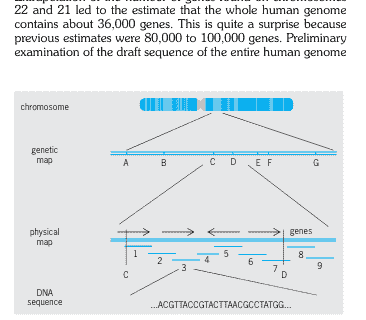 22 and 21 led to the estimate that the whole human genome
contains about 36,000 genes. This is quite a surprise because
previous estimates were 80,000 to 100,000 genes. Preliminary
examination of the draft sequence of the entire human genome
chromosome
genetic
map
A B C D E F G
physical
map
genes
1 2 3 4 5 6 7 8 9
C D
DNA
sequence
...ACGTTACCGTACTTAACGCCTATGG...